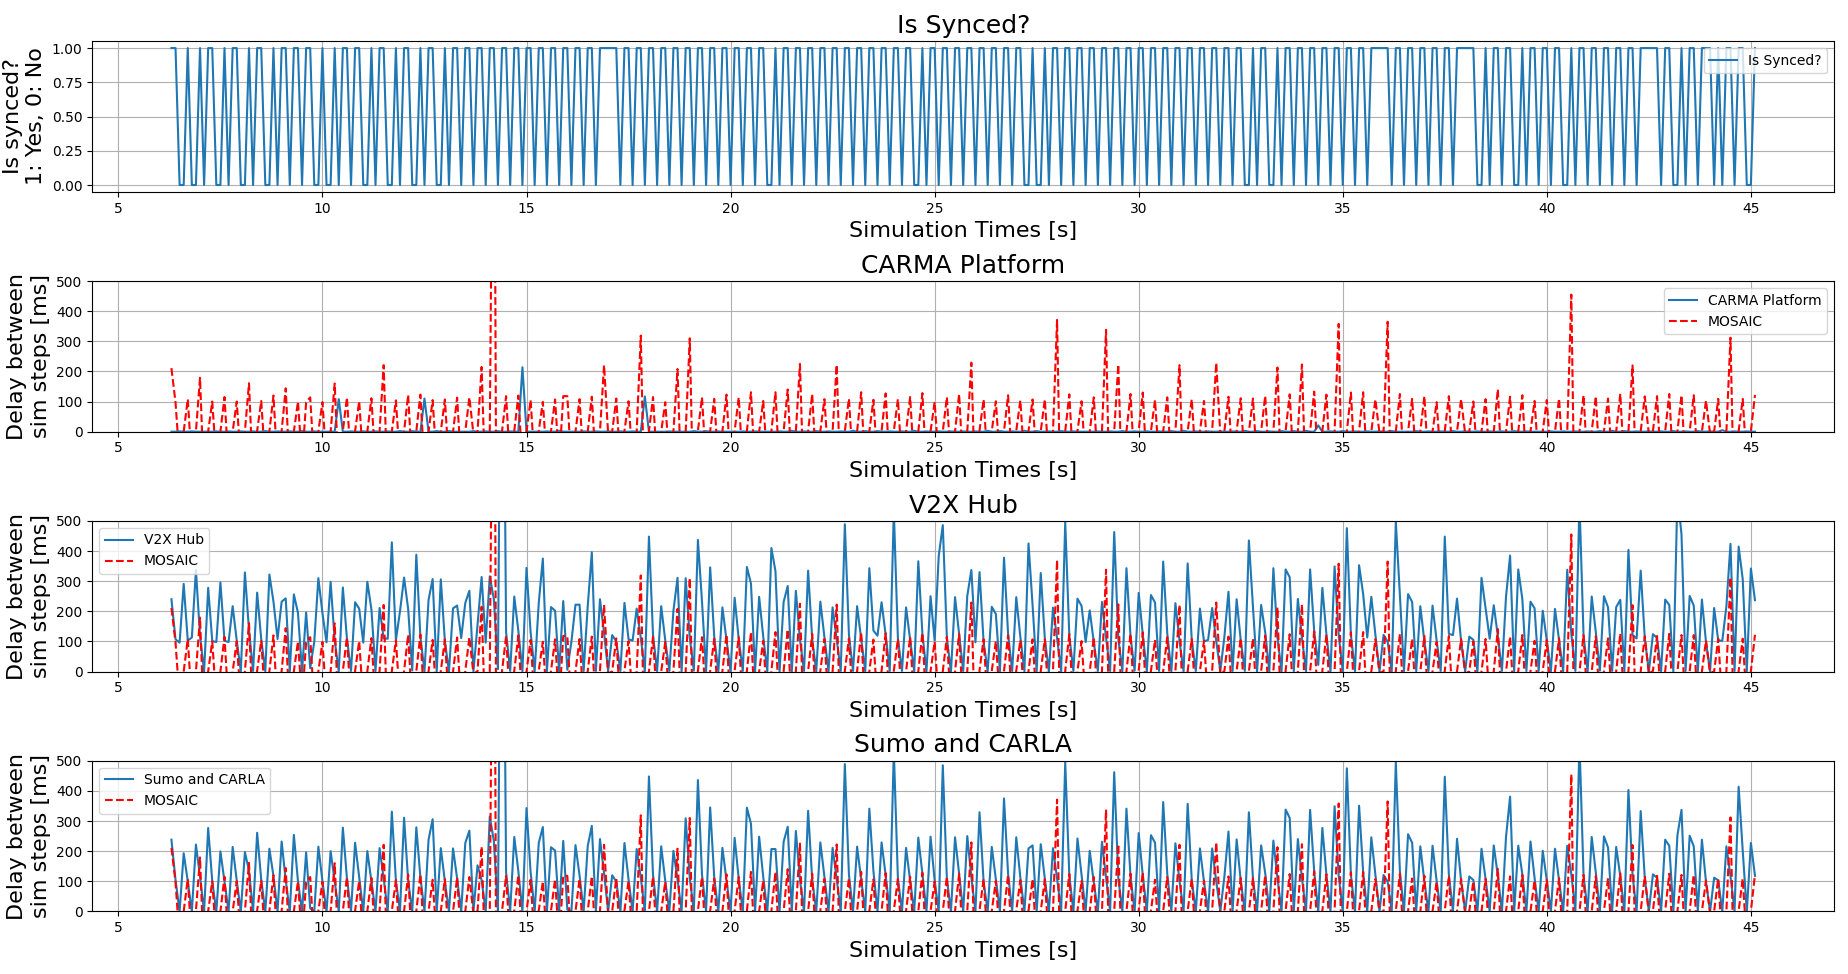 Is Synced?
Is synced?
1: Yes, 0: No
1.00
0.75
0.50
0.25
0.00
Is Synced?
5 10 15 20 25 30 35 40 45
Simulation Times [s]
CARMA Platform
Delay between
sim steps [ms]
500
400
300
200
100
0
CARMA Platform
MOSAIC
5 10 15 20 25 30 35 40 45
Simulation Times [s]
V2X Hub
Delay between
sim steps [ms]
500
400
300
200
100
0
V2X Hub
MOSAIC
5 10 15 20 25 30 35 40 45
Simulation Times [s]
Sumo and CARLA
Delay between
sim steps [ms]
500
400
300
200
100
0
Sumo and CARLA
MOSAIC
5 10 15 20 25 30 35 40 45
Simulation Times [s]